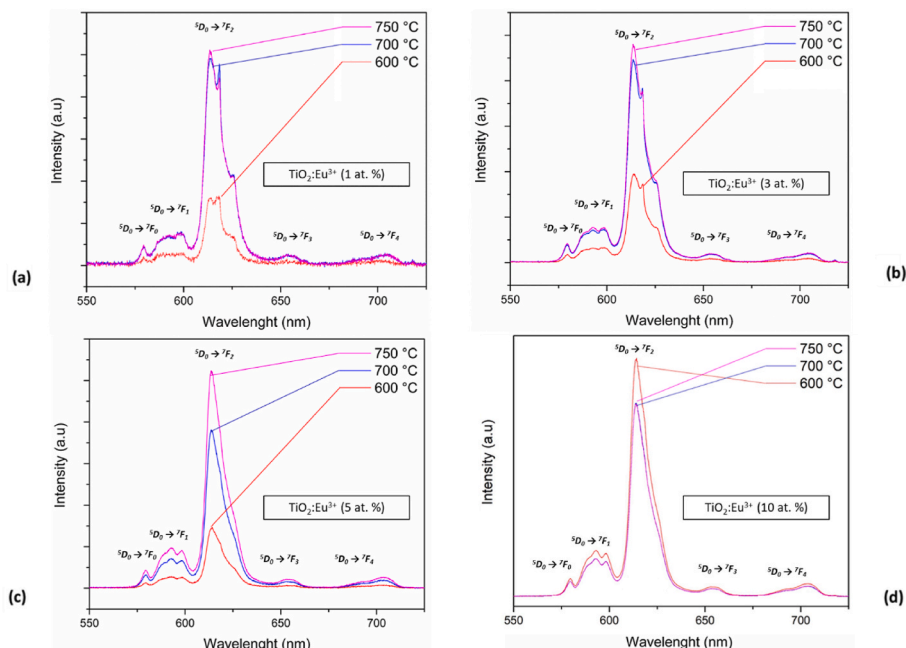 ⁵D₀ → ⁷F₂
750 °C
700 °C
600 °C
Intensity (a.u)
TiO₂:Eu³⁺ (1 at. %)
⁵D₀ → ⁷F₁
⁵D₀ → ⁷F₀
⁵D₀ → ⁷F₃
⁵D₀ → ⁷F₄
(a)
550 600 650 700
Wavelenght (nm)
⁵D₀ → ⁷F₂
750 °C
700 °C
600 °C
Intensity (a.u)
TiO₂:Eu³⁺ (3 at. %)
⁵D₀ → ⁷F₁
⁵D₀ → ⁷F₀
⁵D₀ → ⁷F₃
⁵D₀ → ⁷F₄
(b)
550 600 650 700
Wavelenght (nm)
⁵D₀ → ⁷F₂
750 °C
700 °C
600 °C
Intensity (a.u)
TiO₂:Eu³⁺ (5 at. %)
⁵D₀ → ⁷F₁
⁵D₀ → ⁷F₀
⁵D₀ → ⁷F₃
⁵D₀ → ⁷F₄
(c)
550 600 650 700
Wavelenght (nm)
⁵D₀ → ⁷F₂
750 °C
700 °C
600 °C
Intensity (a.u)
TiO₂:Eu³⁺ (10 at. %)
⁵D₀ → ⁷F₁
⁵D₀ → ⁷F₀
⁵D₀ → ⁷F₃
⁵D₀ → ⁷F₄
(d)
550 600 650 700
Wavelenght (nm)